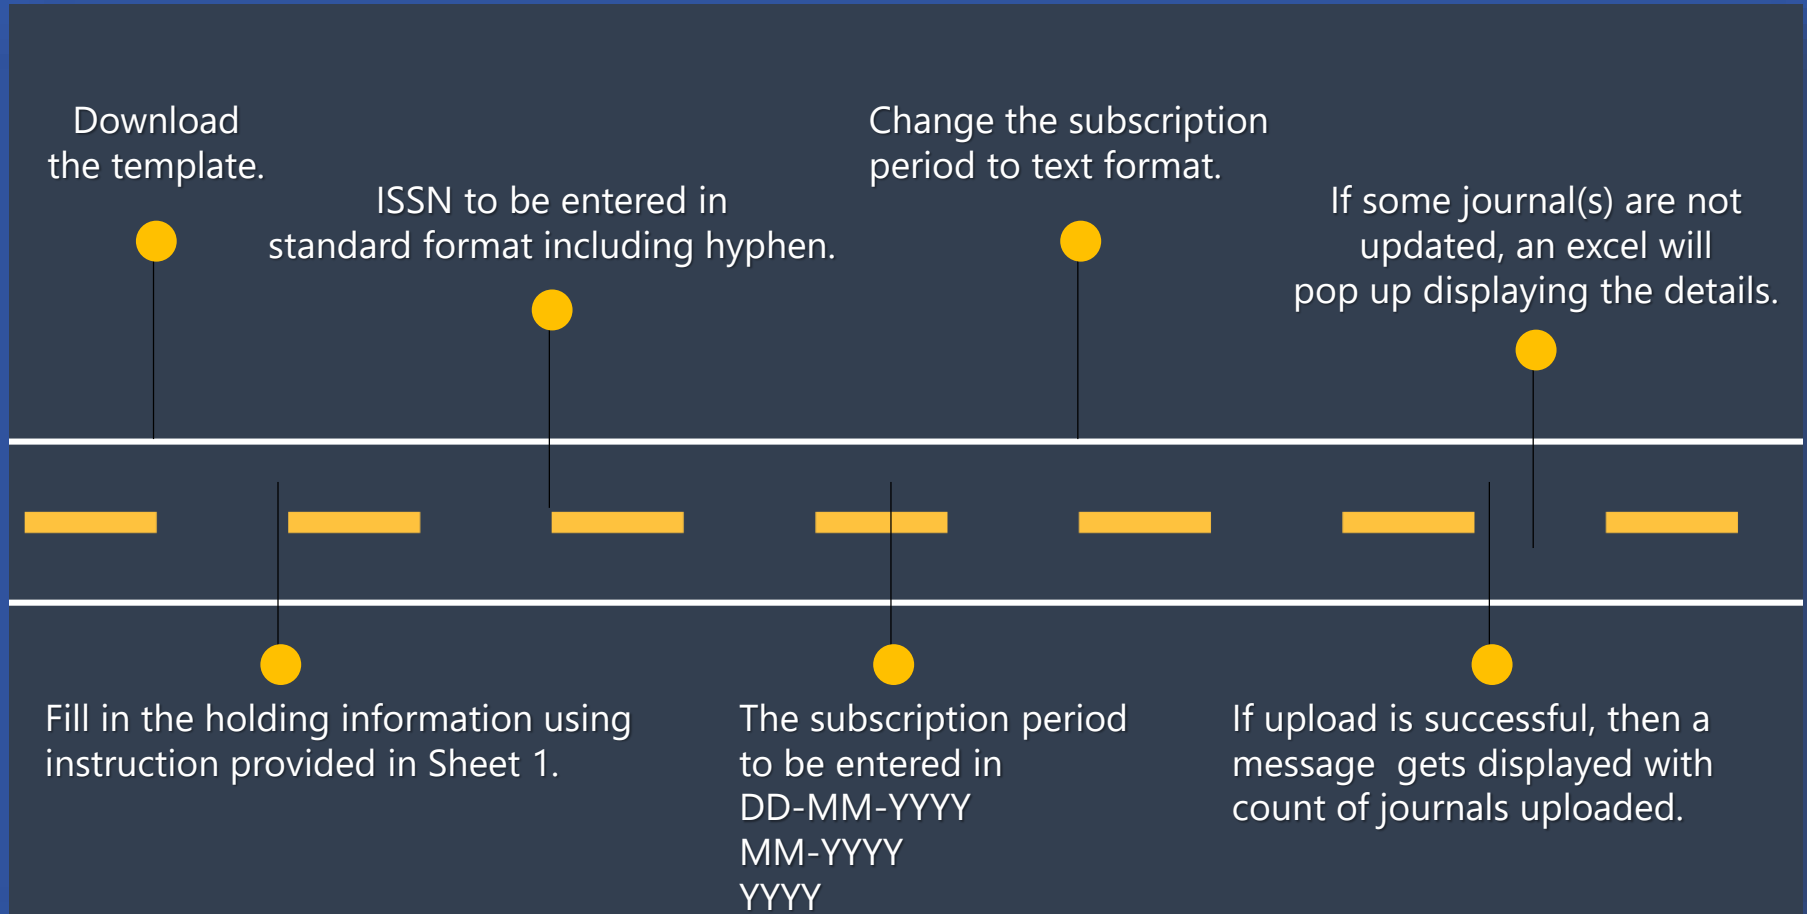 Download
the template.
Fill in the holding information using
instruction provided in Sheet 1.
ISSN to be entered in
standard format including hyphen.
The subscription period
to be entered in
DD-MM-YYYY
MM-YYYY
YYYY
Change the subscription
period to text format.
If upload is successful, then a
message gets displayed with
count of journals uploaded.
If some journal(s) are not
updated, an excel will
pop up displaying the details.